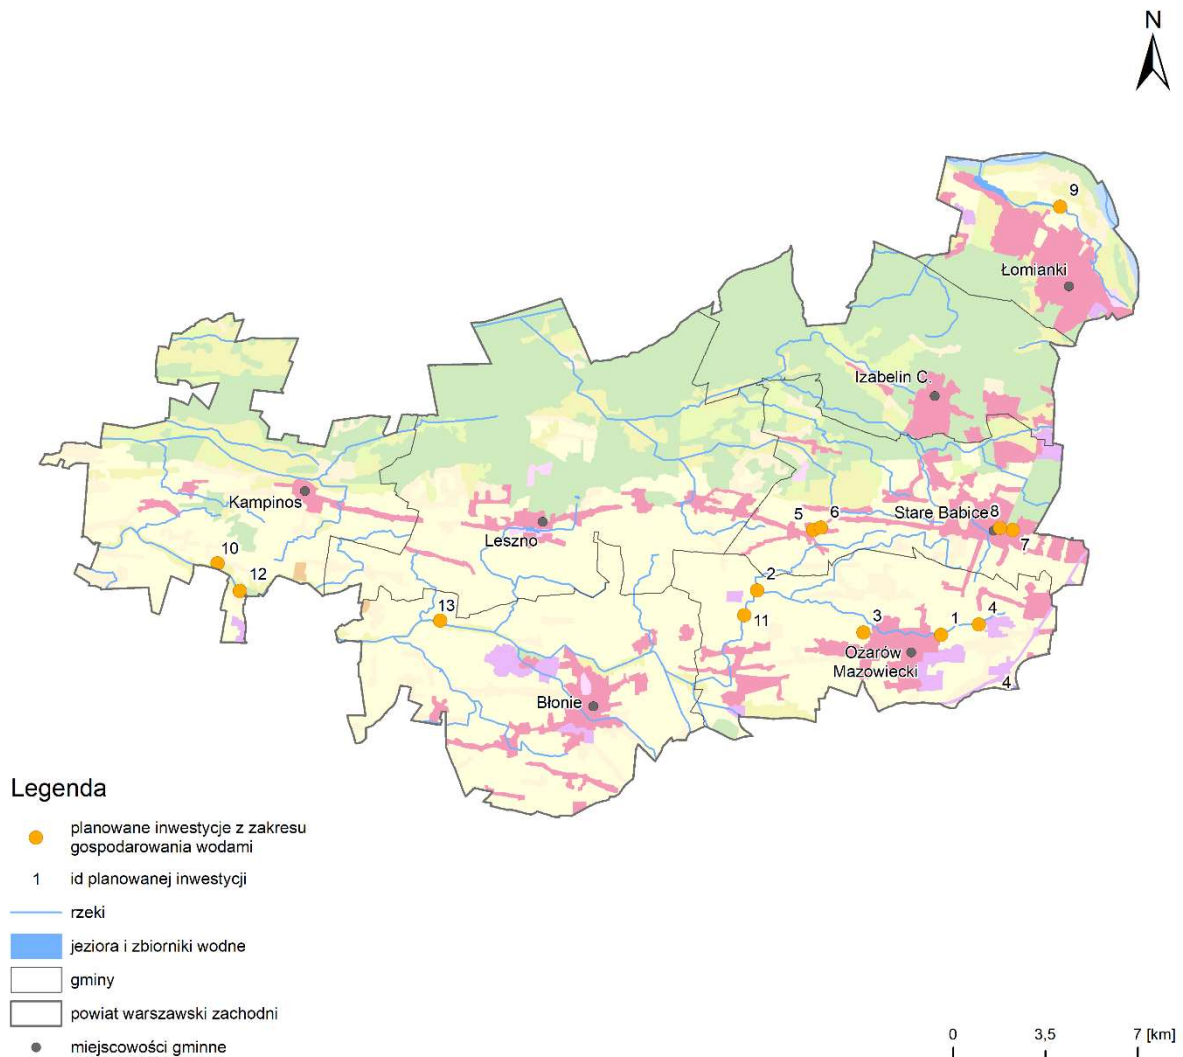 N
9
Łomianki
Izabelin C.
Kampinos
Leszno
5
6
Stare Babice
8
7
10
12
2
11
13
3
1
4
Ożarów
Mazowiecki
4
Błonie
Legenda
planowane inwestycje z zakresu
gospodarowania wodami
1 id planowanej inwestycji
rzeki
jeziora i zbiorniki wodne
gminy
powiat warszawski zachodni
miejscowości gminne
0 3,5 7 [km]